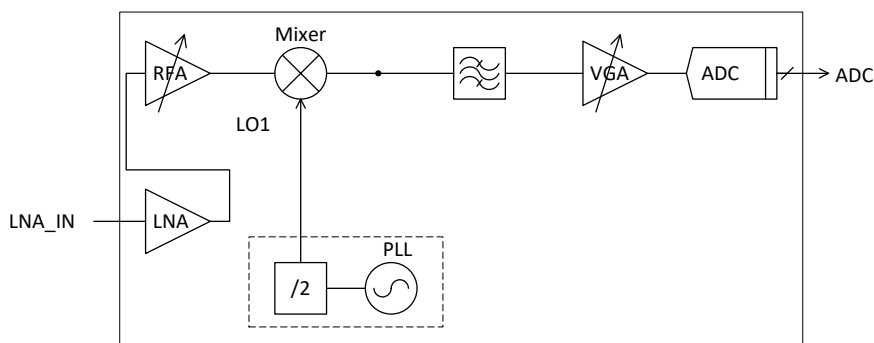 Mixer
RFA
VGA
ADC
ADC
LO1
LNA_IN
LNA
PLL
/2